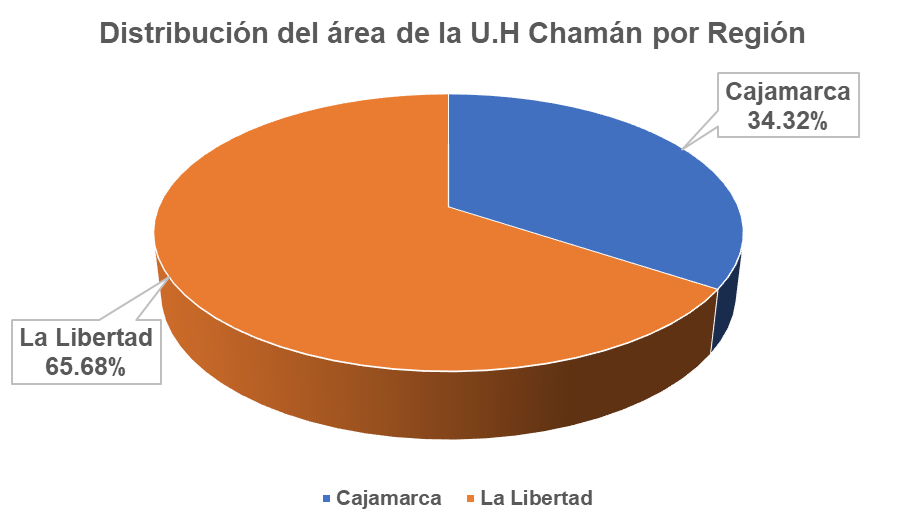 Distribución del área de la U.H Chamán por Región
Cajamarca
34.32%
La Libertad
65.68%
Cajamarca
La Libertad